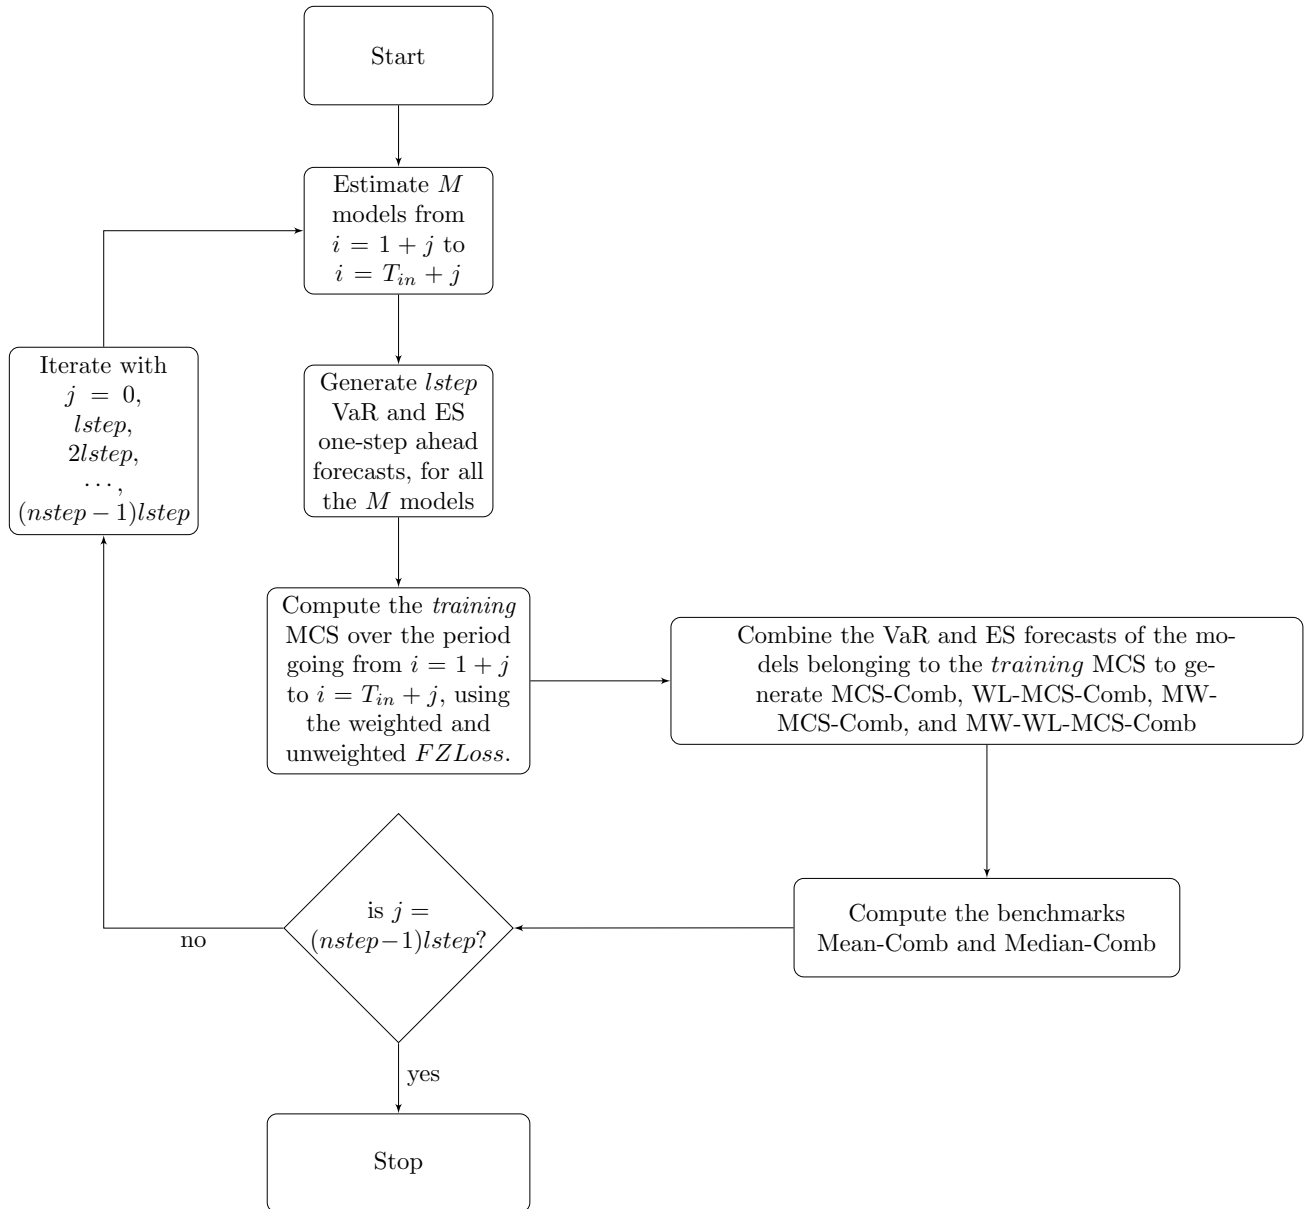 Start
Estimate M
models from
i = 1 + j to
i = T_in + j
Iterate with
j = 0,
lstep,
2lstep,
⋯,
(nstep − 1)lstep
Generate lstep
VaR and ES
one-step ahead
forecasts, for all
the M models
Compute the training
MCS over the period
going from i = 1 + j
to i = T_in + j, using
the weighted and
unweighted FZLoss.
Combine the VaR and ES forecasts of the mo-
dels belonging to the training MCS to ge-
nerate MCS-Comb, WL-MCS-Comb, MW-
MCS-Comb, and MW-WL-MCS-Comb
Compute the benchmarks
Mean-Comb and Median-Comb
is j =
(nstep−1)lstep?
no
yes
Stop